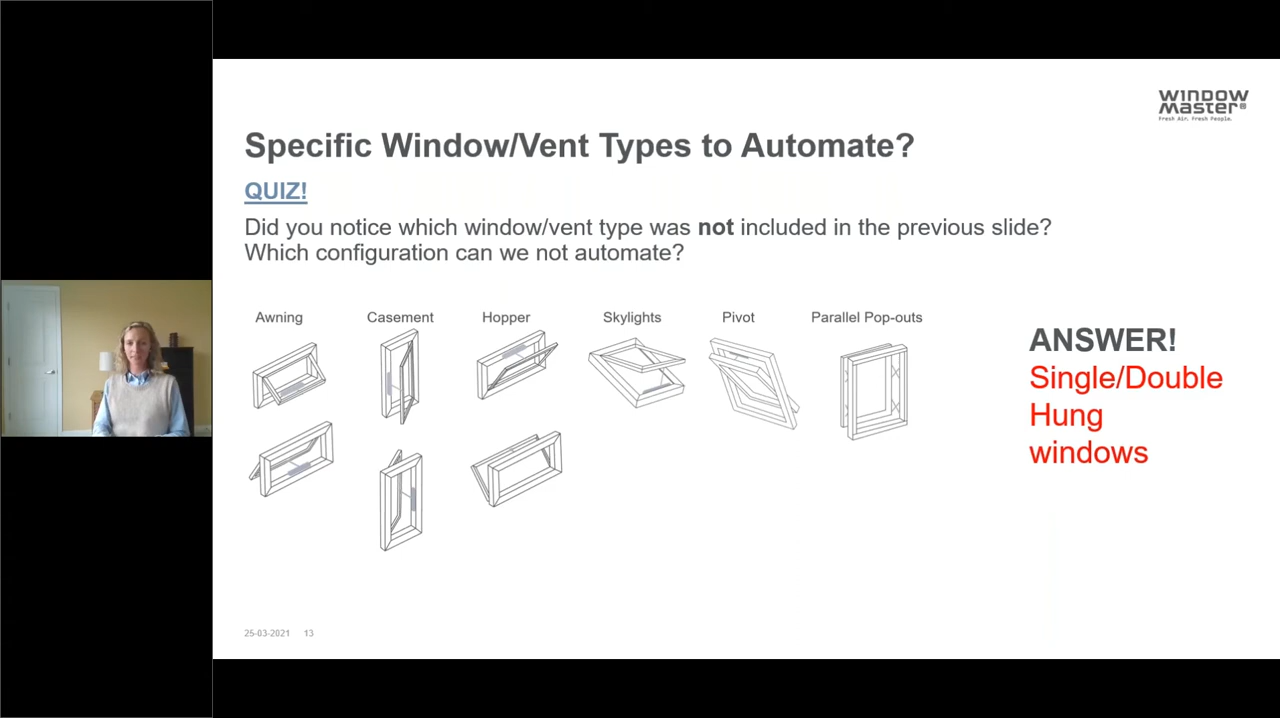 WINDOW
MASTER®
Fresh Air. Fresh People.
Specific Window/Vent Types to Automate?
QUIZ!
Did you notice which window/vent type was not included in the previous slide?
Which configuration can we not automate?
Awning
Casement
Hopper
Skylights
Pivot
Parallel Pop-outs
ANSWER!
Single/Double
Hung
windows
25-03-2021 13